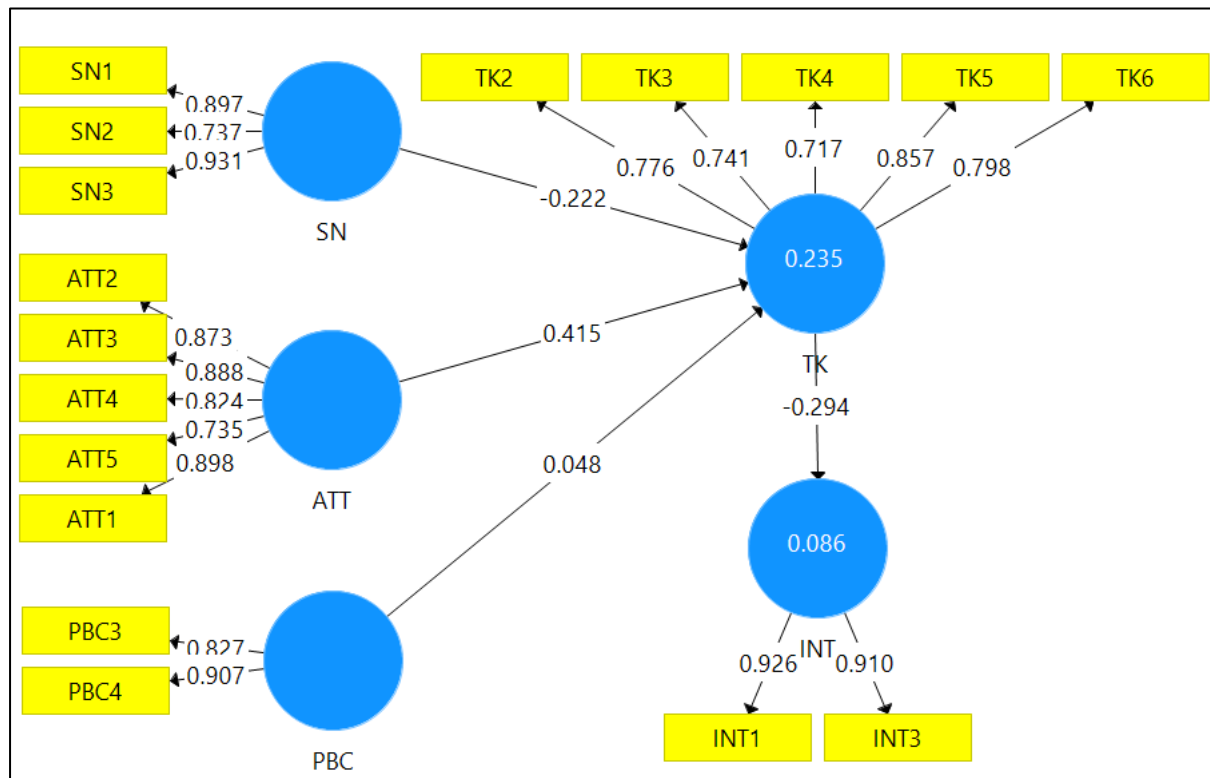 SN1
SN2
SN3
0.897
0.737
0.931
SN
TK2
TK3
TK4
TK5
TK6
0.776
0.741
0.717
0.857
0.798
-0.222
0.235
TK
ATT2
ATT3
ATT4
ATT5
ATT1
0.873
0.888
0.824
0.735
0.898
ATT
0.415
0.048
-0.294
0.086
INT
PBC3
PBC4
0.827
0.907
PBC
0.926
0.910
INT1
INT3